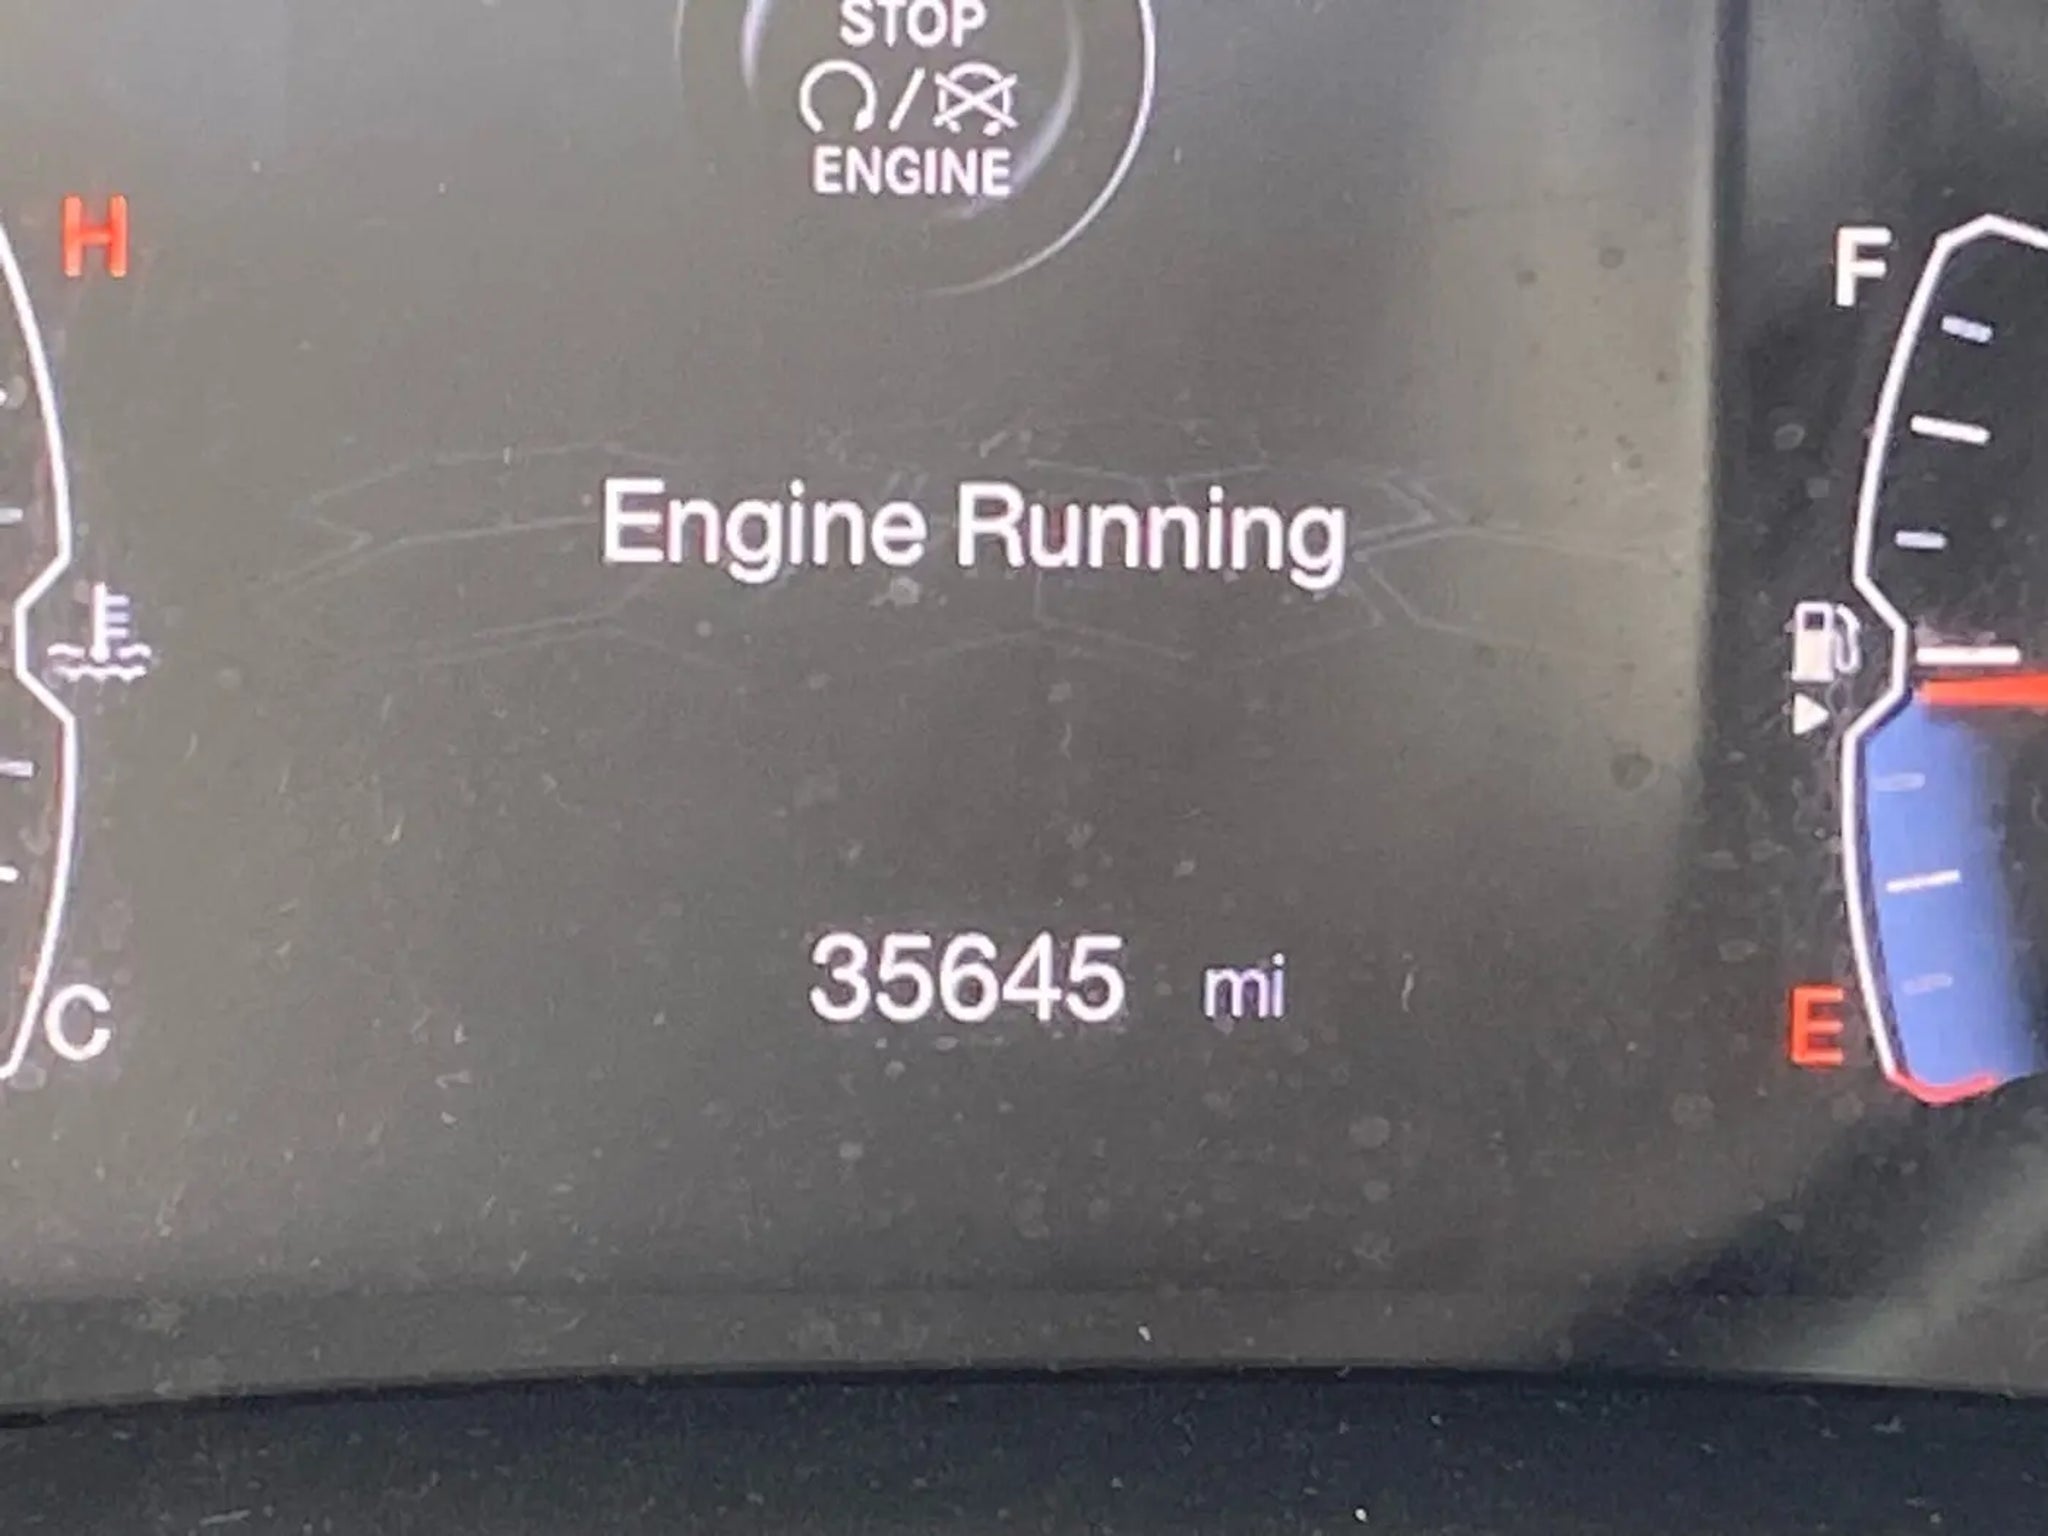 STOP
ENGINE
H
F
Engine Running
35645 mi
C
E